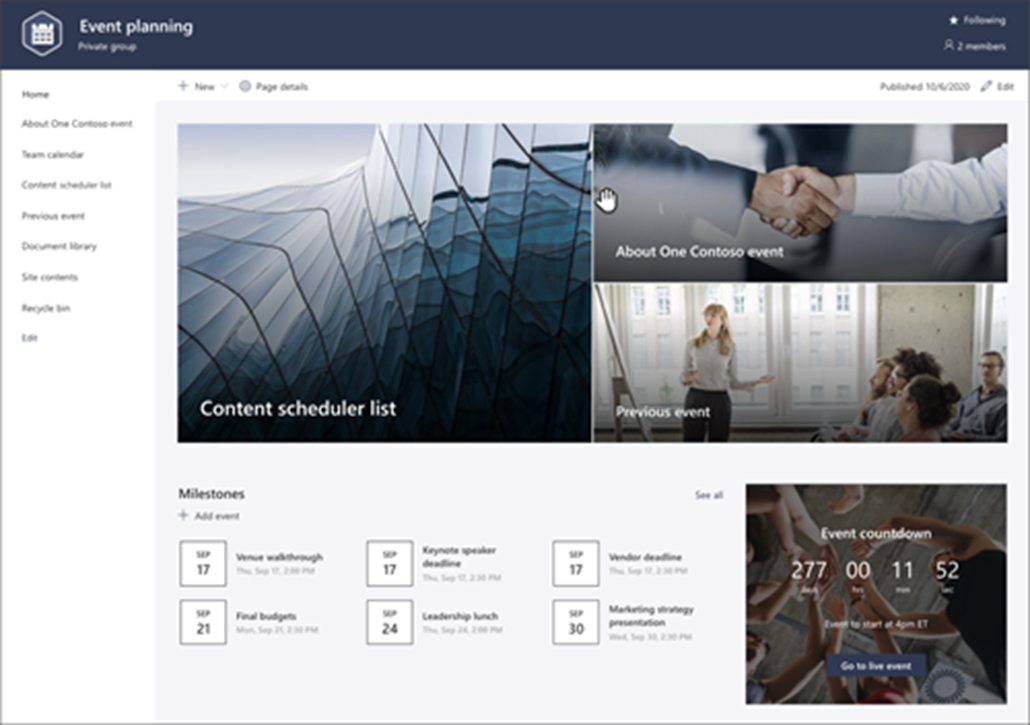 Event planning
Private group
Following
2 members
New
Page details
Published 10/6/2020
Edit
Home
About One Contoso event
Team calendar
Content scheduler list
Previous event
Document library
Site contents
Recycle bin
Edit
Content scheduler list
About One Contoso event
Previous event
Milestones
See all
Add event
SEP
17
Venue walkthrough
Thu, Sep 17, 2:00 PM
SEP
17
Keynote speaker
deadline
Thu, Sep 17, 2:30 PM
SEP
17
Vendor deadline
Thu, Sep 17, 2:30 PM
SEP
21
Final budgets
Mon, Sep 21, 2:30 PM
SEP
24
Leadership lunch
Thu, Sep 24, 2:00 PM
SEP
30
Marketing strategy
presentation
Wed, Sep 30, 2:30 PM
Event countdown
277 00 11 52
days hrs min sec
Event to start at 4pm ET
Go to live event